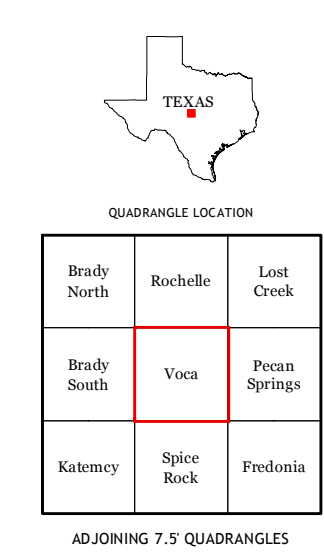 TEXAS
QUADRANGLE LOCATION
Brady
North
Rochelle
Lost
Creek
Brady
South
Voca
Pecan
Springs
Katemcy
Spice
Rock
Fredonia
ADJOINING 7.5' QUADRANGLES